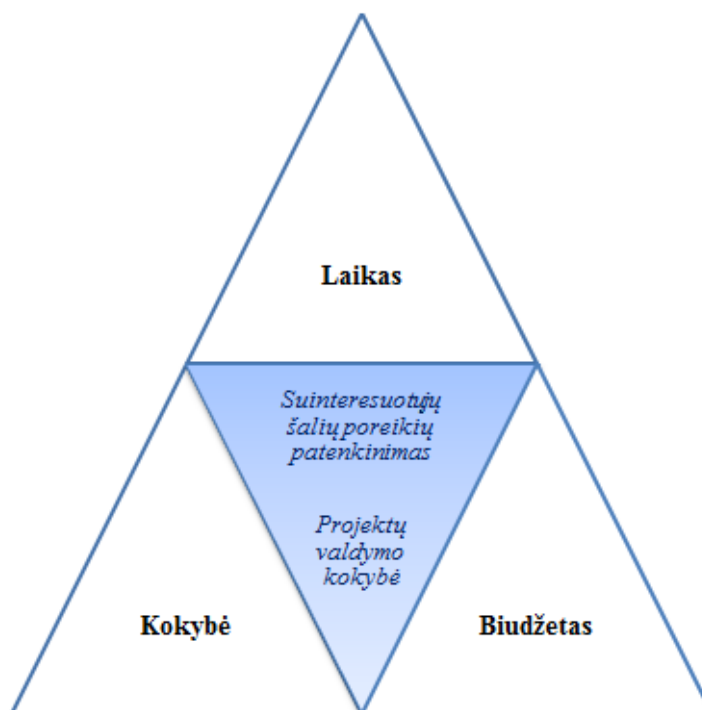 Laikas
Suinteresuotųjų
šalių poreikių
patenkinimas
Projektų
valdymo
kokybė
Kokybė
Biudžetas